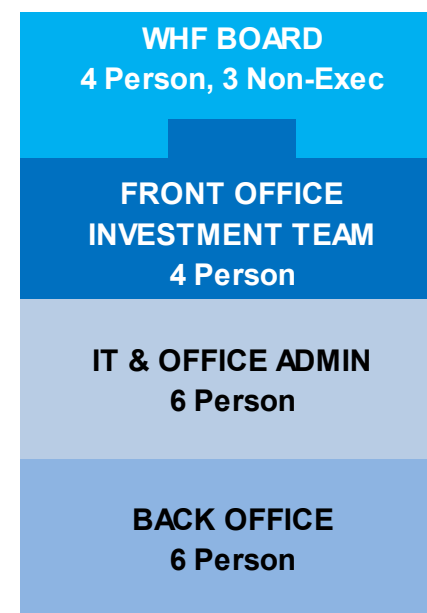 WHF BOARD
4 Person, 3 Non-Exec
FRONT OFFICE
INVESTMENT TEAM
4 Person
IT & OFFICE ADMIN
6 Person
BACK OFFICE
6 Person